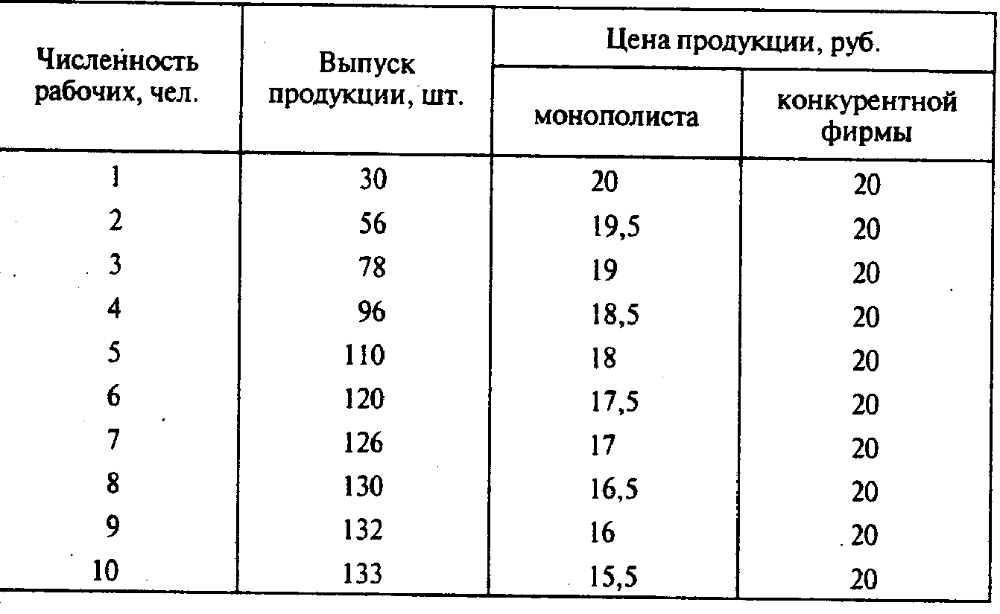 Численность рабочих, чел.
Выпуск продукции, шт.
Цена продукции, руб.
монополиста
конкурентной фирмы
1 30 20 20
2 56 19,5 20
3 78 19 20
4 96 18,5 20
5 110 18 20
6 120 17,5 20
7 126 17 20
8 130 16,5 20
9 132 16 20
10 133 15,5 20